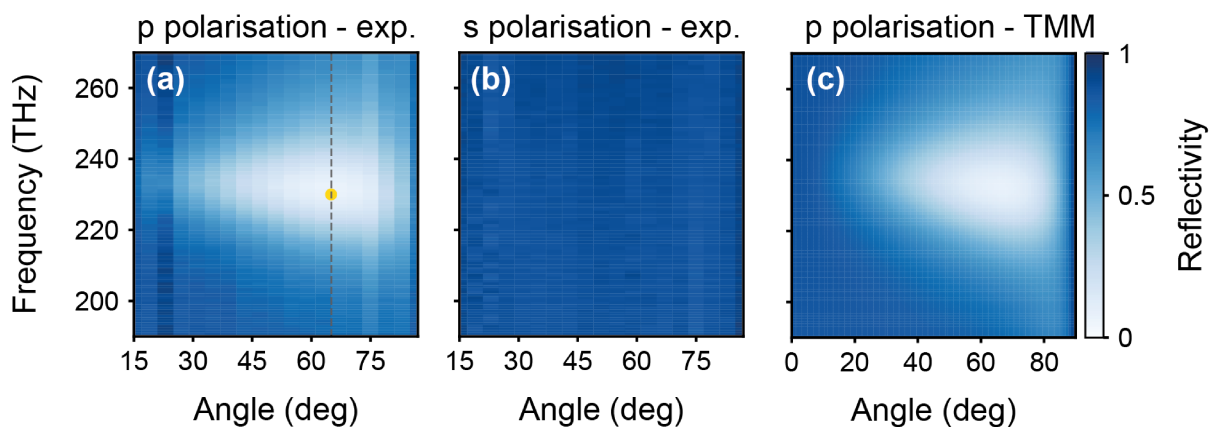 p polarisation - exp.
s polarisation - exp.
p polarisation - TMM
(a)
(b)
(c)
Frequency (THz)
260
240
220
200
15 30 45 60 75
15 30 45 60 75
0 20 40 60 80
Angle (deg)
Angle (deg)
Angle (deg)
1
0.5
0
Reflectivity